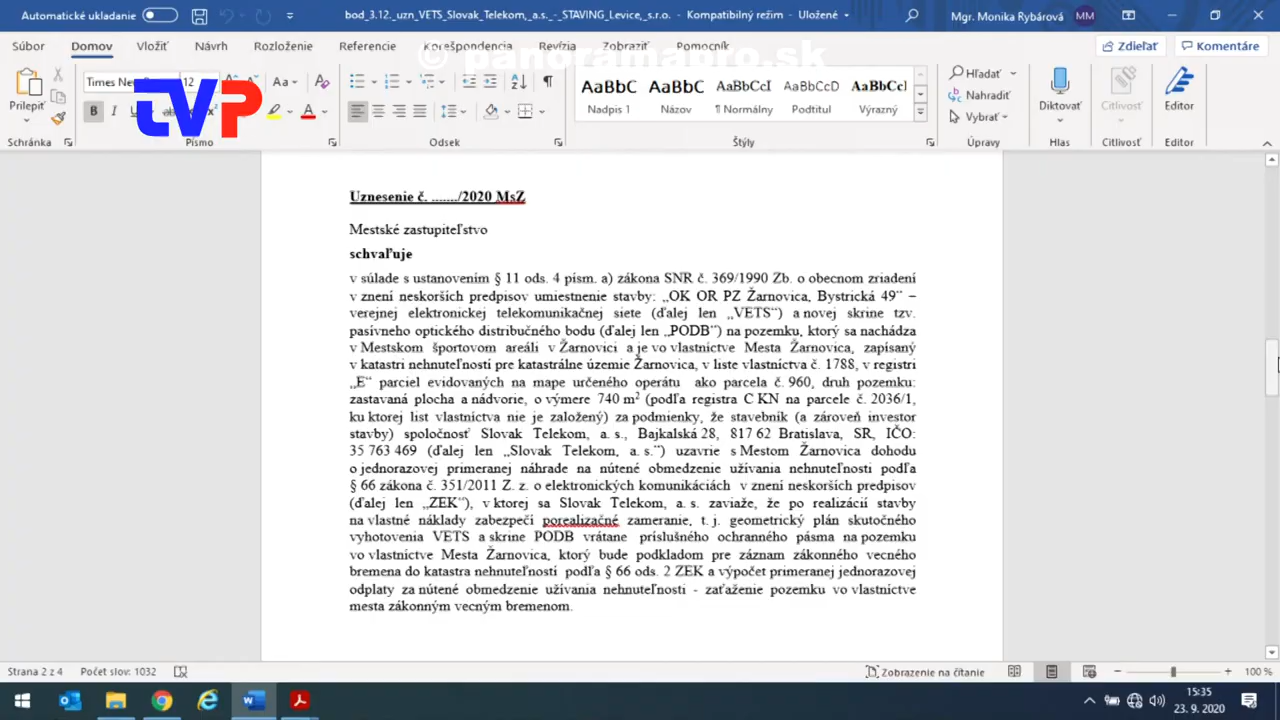 Automatické ukladanie
bod_3.12._uzn_VETS_Slovak_Telekom,_a.s._-_STAVING_Levice,_s.r.o. - Kompatibilný režim - Uložené
Mgr. Monika Rybárová
MM
Súbor Domov Vložiť Návrh Rozloženie Referencie Korešpondencia Revízia Zobraziť Pomocník
Zdieľať Komentáre
© panoramapro.sk
tvP
Prilepiť
Times New
12
Aa
B I
AaBbC AaBbC AaBbCcI AaBbCcD AaBbCcI
Nadpis 1 Názov ¶ Normálny Podtitul Výrazný
Hľadať
Nahradiť
Vybrať
Diktovať
Citlivosť
Editor
Schránka Písmo Odsek Štýly Úpravy Hlas Citlivosť Editor
Uznesenie č. ......./2020 MsZ
Mestské zastupiteľstvo
schvaľuje
v súlade s ustanovením § 11 ods. 4 písm. a) zákona SNR č. 369/1990 Zb. o obecnom zriadení
v znení neskorších predpisov umiestnenie stavby: „OK OR PZ Žarnovica, Bystrická 49" –
verejnej elektronickej telekomunikačnej siete (ďalej len „VETS") a novej skrine tzv.
pasívneho optického distribučného bodu (ďalej len „PODB") na pozemku, ktorý sa nachádza
v Mestskom športovom areáli v Žarnovici a je vo vlastníctve Mesta Žarnovica, zapísaný
v katastri nehnuteľností pre katastrálne územie Žarnovica, v liste vlastníctva č. 1788, v registri
„E" parciel evidovaných na mape určeného operátu ako parcela č. 960, druh pozemku:
zastavaná plocha a nádvorie, o výmere 740 m² (podľa registra C KN na parcele č. 2036/1,
ku ktorej list vlastníctva nie je založený) za podmienky, že stavebník (a zároveň investor
stavby) spoločnosť Slovak Telekom, a. s., Bajkalská 28, 817 62 Bratislava, SR, IČO:
35 763 469 (ďalej len „Slovak Telekom, a. s.") uzavrie s Mestom Žarnovica dohodu
o jednorazovej primeranej náhrade na nútené obmedzenie užívania nehnuteľnosti podľa
§ 66 zákona č. 351/2011 Z. z. o elektronických komunikáciách v znení neskorších predpisov
(ďalej len „ZEK"), v ktorej sa Slovak Telekom, a. s. zaviaže, že po realizácií stavby
na vlastné náklady zabezpečí porealizačné zameranie, t. j. geometrický plán skutočného
vyhotovenia VETS a skrine PODB vrátane príslušného ochranného pásma na pozemku
vo vlastníctve Mesta Žarnovica, ktorý bude podkladom pre záznam zákonného vecného
bremena do katastra nehnuteľností podľa § 66 ods. 2 ZEK a výpočet primeranej jednorazovej
odplaty za nútené obmedzenie užívania nehnuteľnosti - zaťaženie pozemku vo vlastníctve
mesta zákonným vecným bremenom.
Strana 2 z 4 Počet slov: 1032
Zobrazenie na čítanie
100 %
15:35
23. 9. 2020